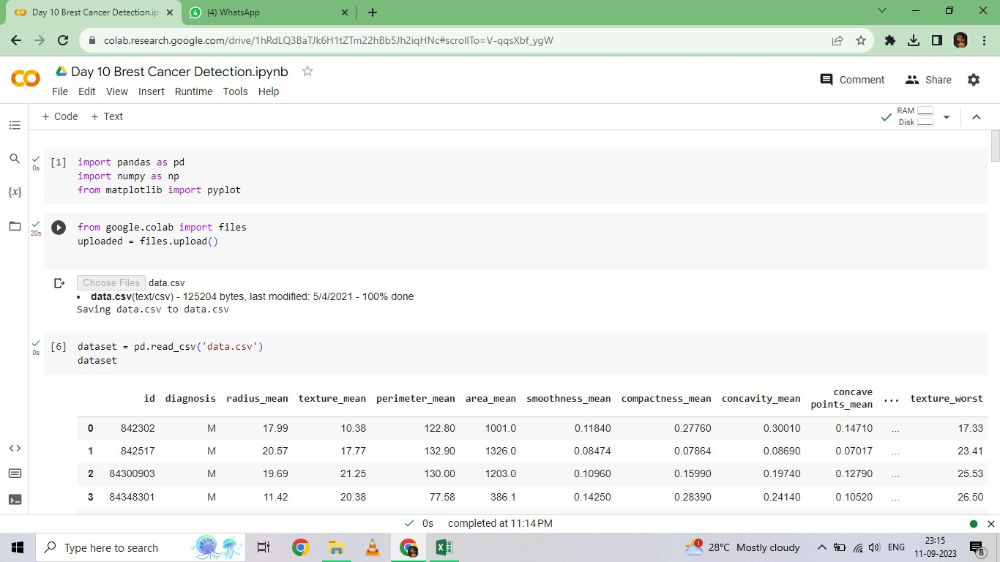 Day 10 Brest Cancer Detection.ip
(4) WhatsApp
colab.research.google.com/drive/1hRdLQ3BaTJk6H1tZTm22hBb5Jh2iqHNc#scrollTo=V-qqsXbf_ygW
Day 10 Brest Cancer Detection.ipynb
Comment Share
File Edit View Insert Runtime Tools Help
+ Code + Text
RAM
Disk
[1] import pandas as pd
0s
import numpy as np
from matplotlib import pyplot
{x}
from google.colab import files
20s
uploaded = files.upload()
Choose Files data.csv
• data.csv(text/csv) - 125204 bytes, last modified: 5/4/2021 - 100% done
Saving data.csv to data.csv
[6] dataset = pd.read_csv('data.csv')
0s
dataset
id diagnosis radius_mean texture_mean perimeter_mean area_mean smoothness_mean compactness_mean concavity_mean concave points_mean ... texture_worst
0 842302 M 17.99 10.38 122.80 1001.0 0.11840 0.27760 0.30010 0.14710 ... 17.33
1 842517 M 20.57 17.77 132.90 1326.0 0.08474 0.07864 0.08690 0.07017 ... 23.41
2 84300903 M 19.69 21.25 130.00 1203.0 0.10960 0.15990 0.19740 0.12790 ... 25.53
3 84348301 M 11.42 20.38 77.58 386.1 0.14250 0.28390 0.24140 0.10520 ... 26.50
0s completed at 11:14 PM
Type here to search
1
28°C Mostly cloudy
ENG
23:15
11-09-2023
8